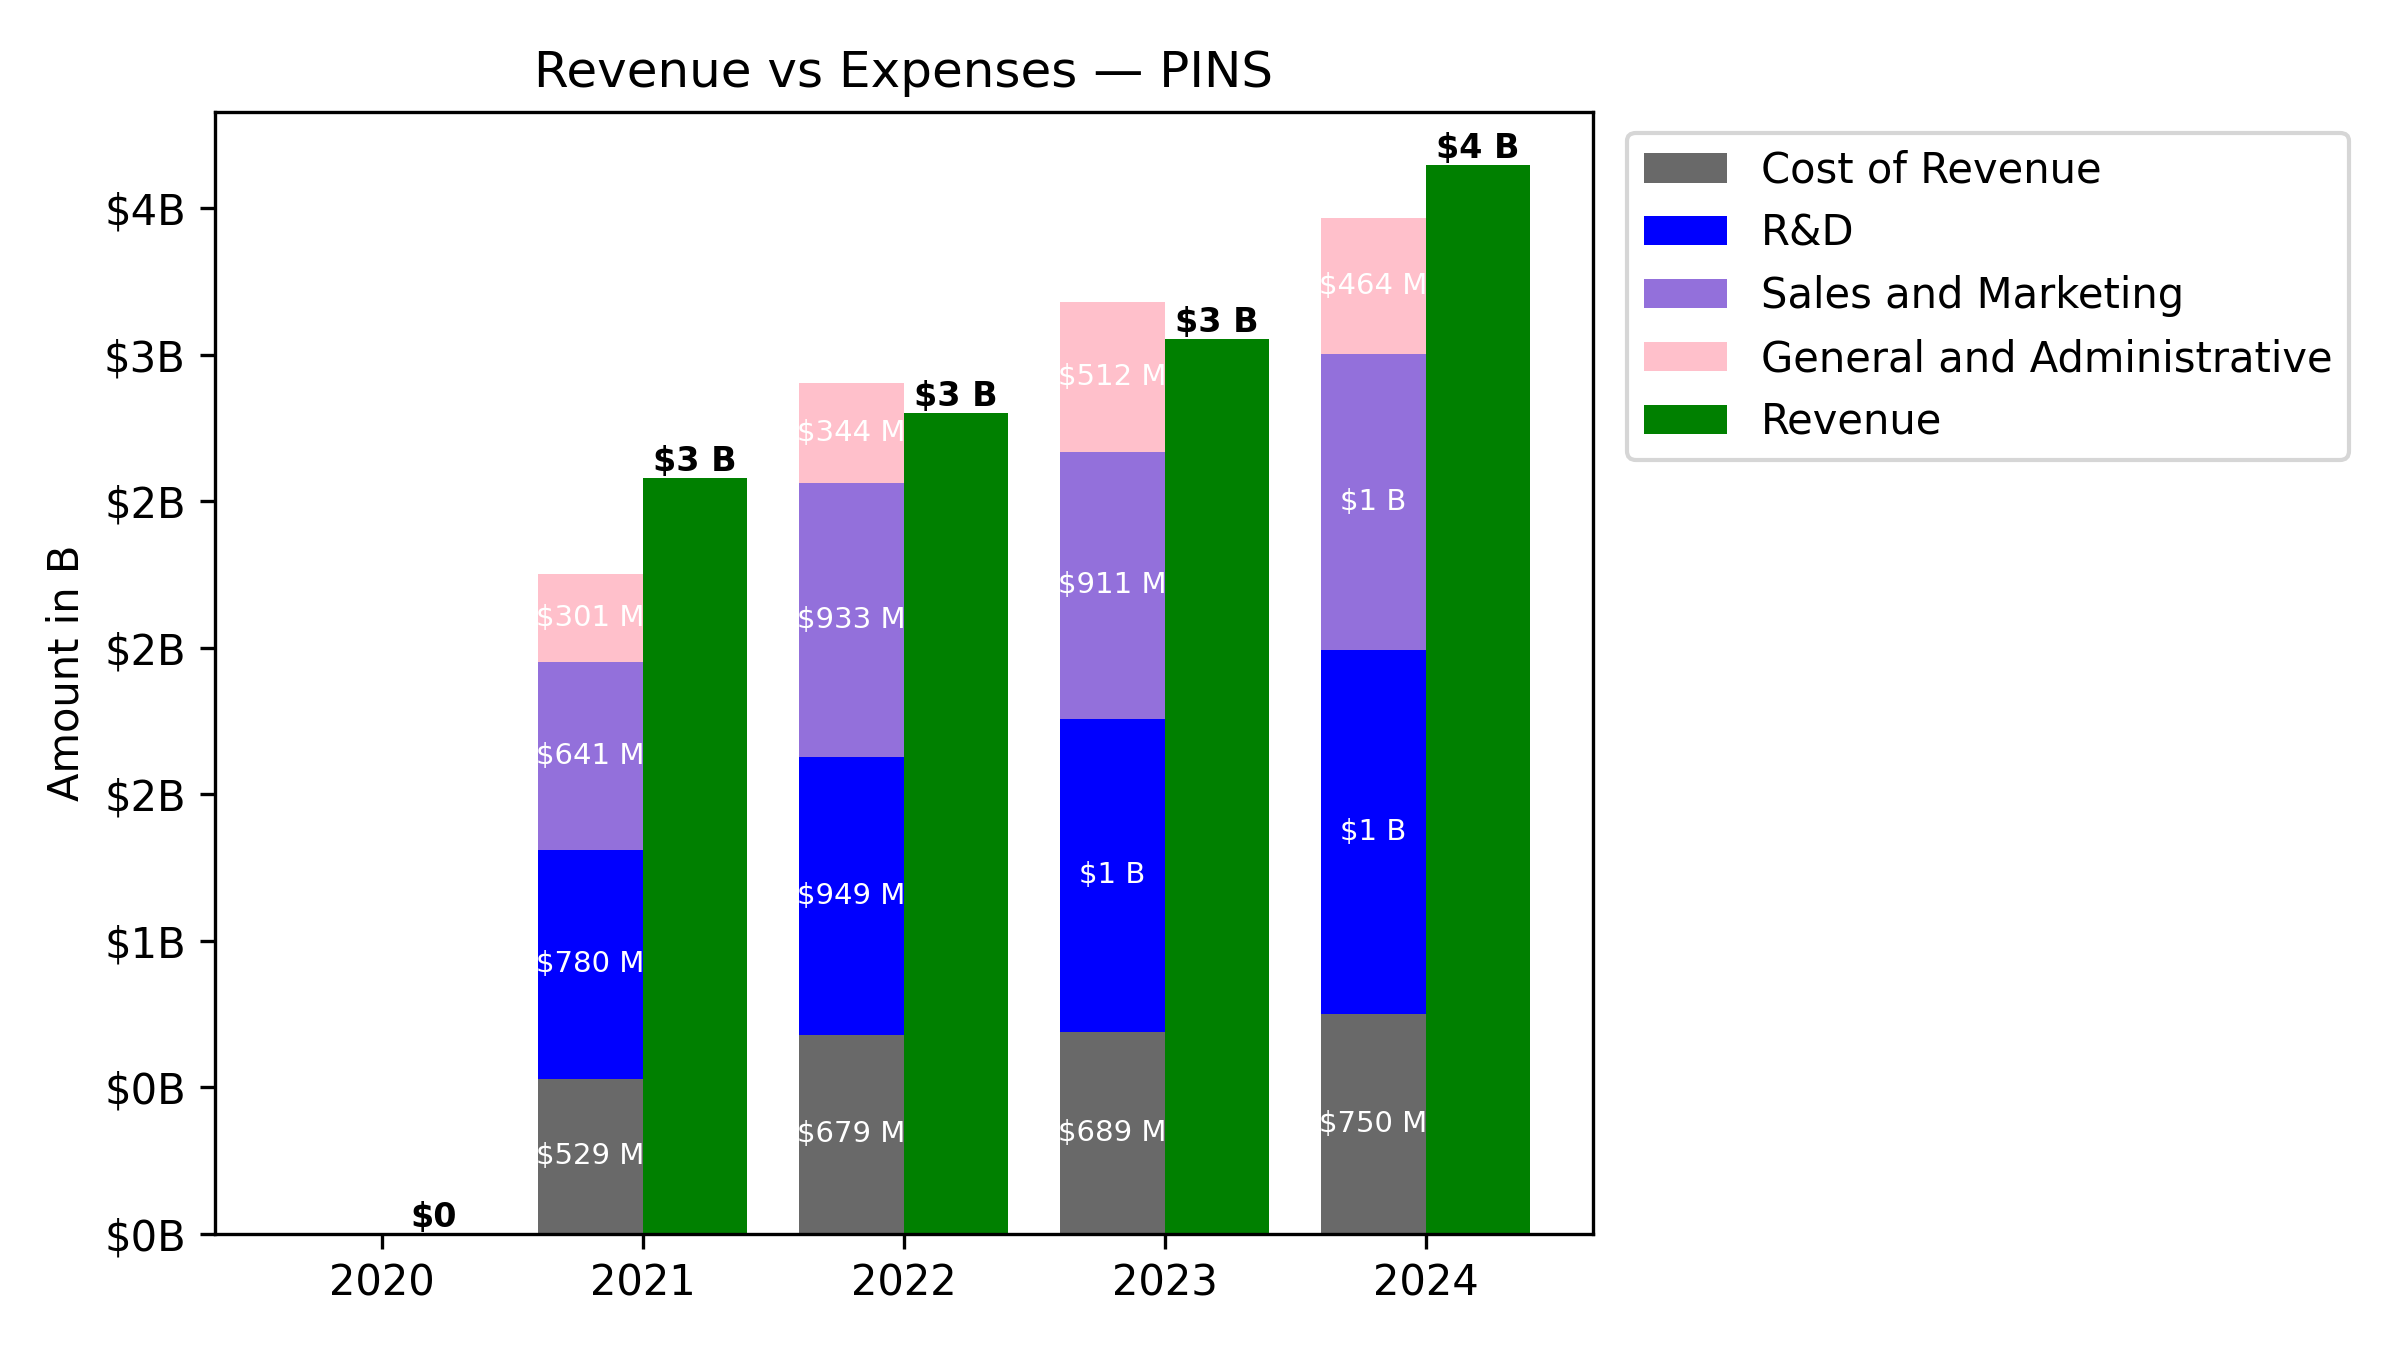 Revenue vs Expenses — PINS
Amount in B
$4B
$3B
$2B
$2B
$2B
$1B
$0B
$0B
$0
$301 M
$641 M
$780 M
$529 M
$3 B
$344 M
$933 M
$949 M
$679 M
$3 B
$512 M
$911 M
$1 B
$689 M
$3 B
$464 M
$1 B
$1 B
$750 M
$4 B
2020 2021 2022 2023 2024
Cost of Revenue
R&D
Sales and Marketing
General and Administrative
Revenue